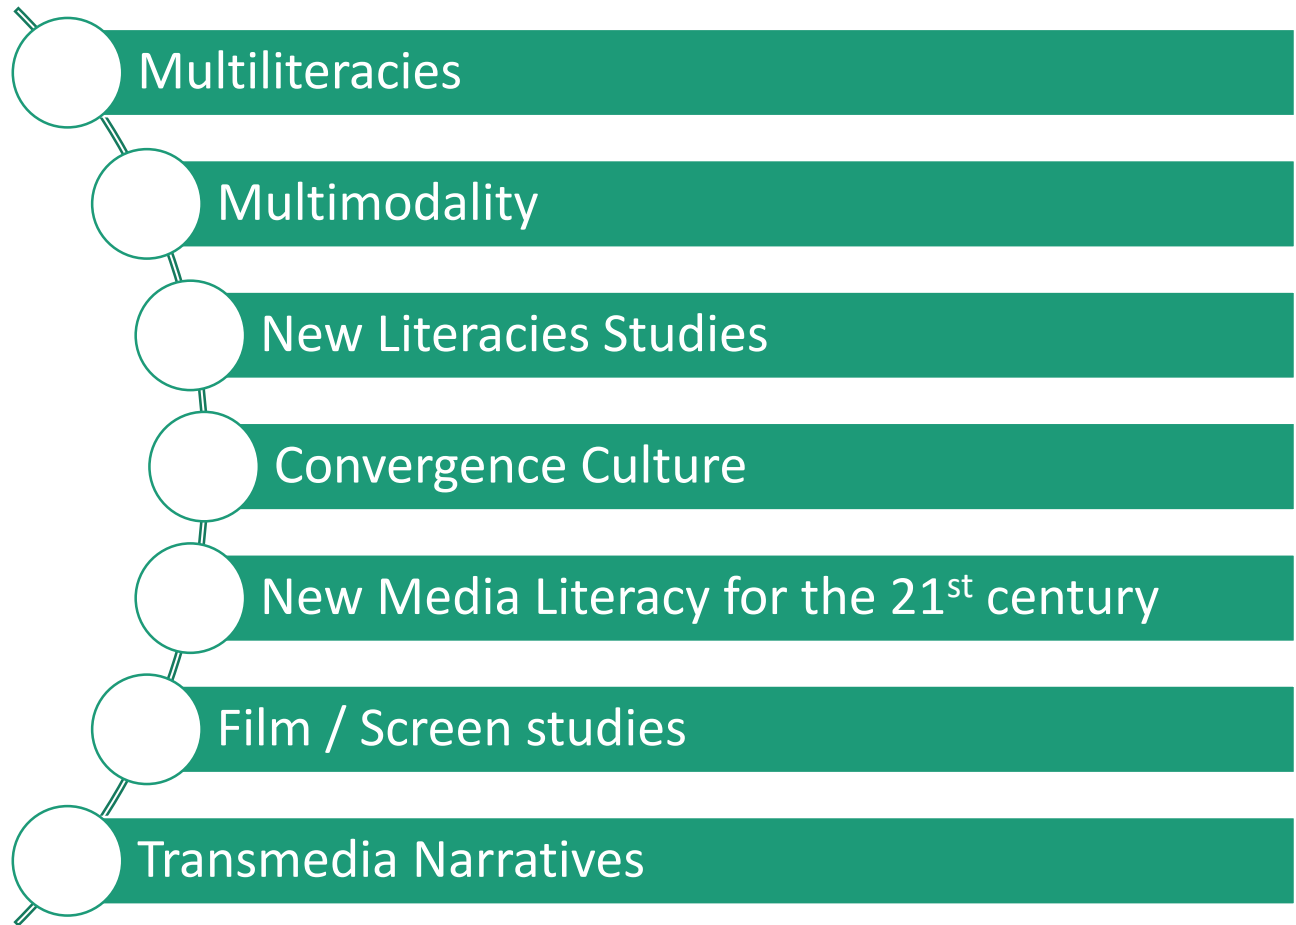 Multiliteracies
Multimodality
New Literacies Studies
Convergence Culture
New Media Literacy for the 21st century
Film / Screen studies
Transmedia Narratives